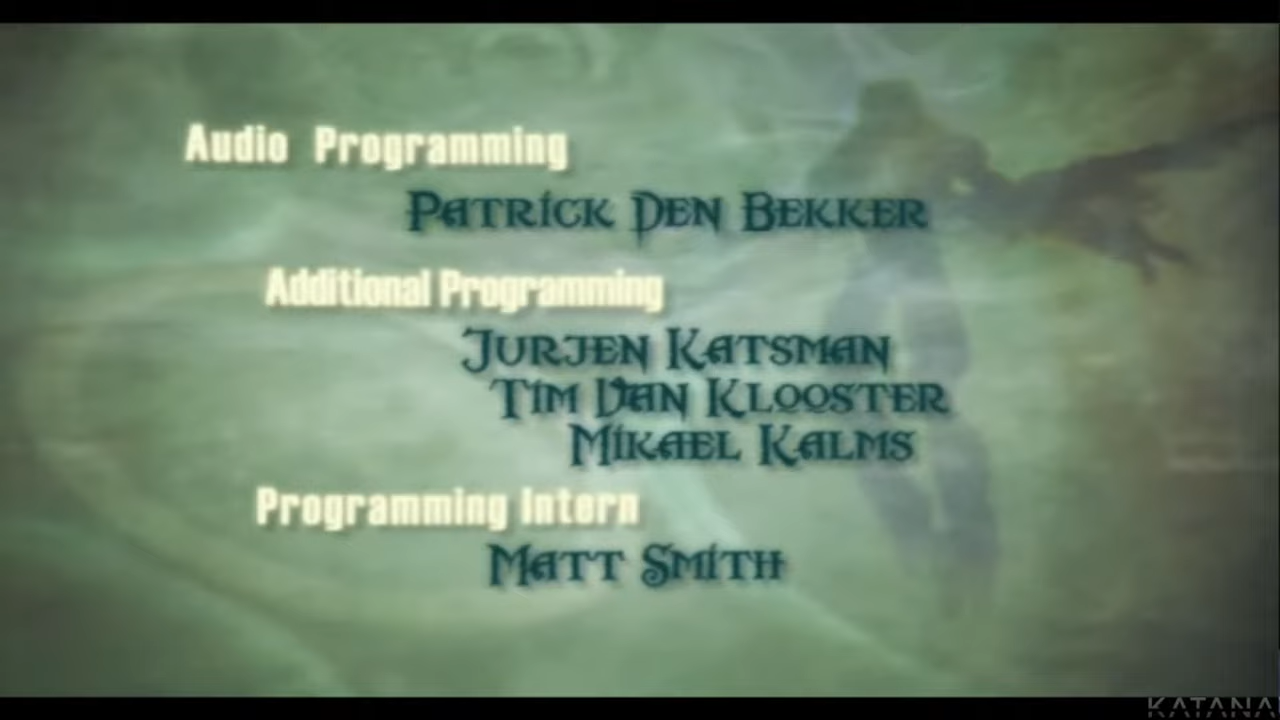 Audio Programming
Patrick Den Bekker
Additional Programming
Jurjen Katsman
Tim Van Klooster
Mikael Kalms
Programming Intern
Matt Smith
KATANA